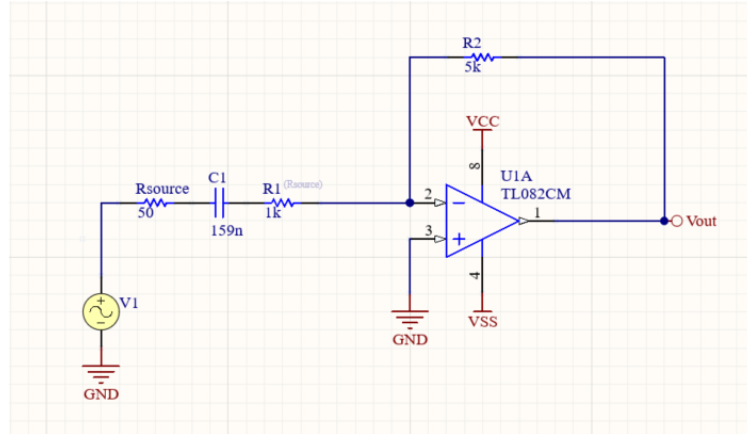 R2
5k
VCC
8
U1A
TL082CM
Rsource
50
C1
159n
R1 (Rsource)
1k
2
3
1
Vout
4
VSS
GND
V1
GND